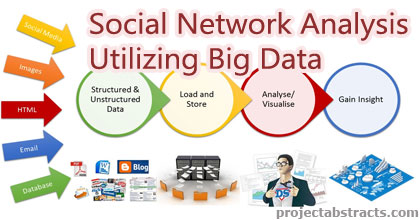 Social Network Analysis
Utilizing Big Data
Social Media
Images
HTML
Email
Database
Structured &
Unstructured
Data
Load and
Store
Analyse/
Visualise
Gain Insight
PDF
Blog
projectabstracts.com